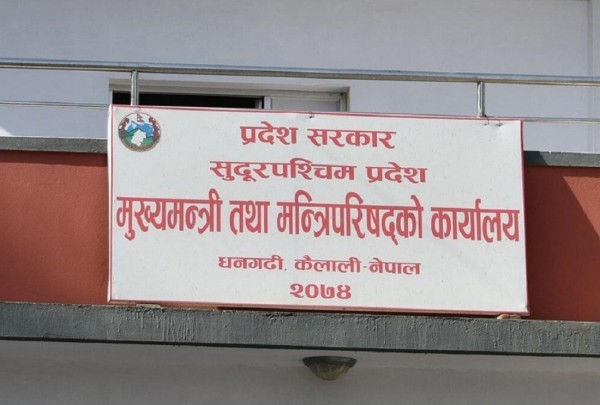 प्रदेश सरकार
सुदूरपश्चिम प्रदेश
मुख्यमन्त्री तथा मन्त्रिपरिषद्को कार्यालय
धनगढी, कैलाली-नेपाल
२०७४